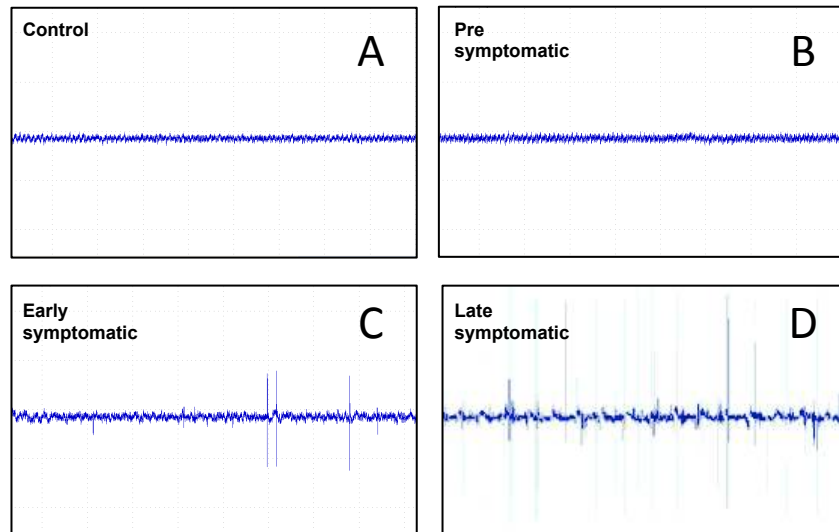 Control
A
Pre
symptomatic
B
Early
symptomatic
C
Late
symptomatic
D